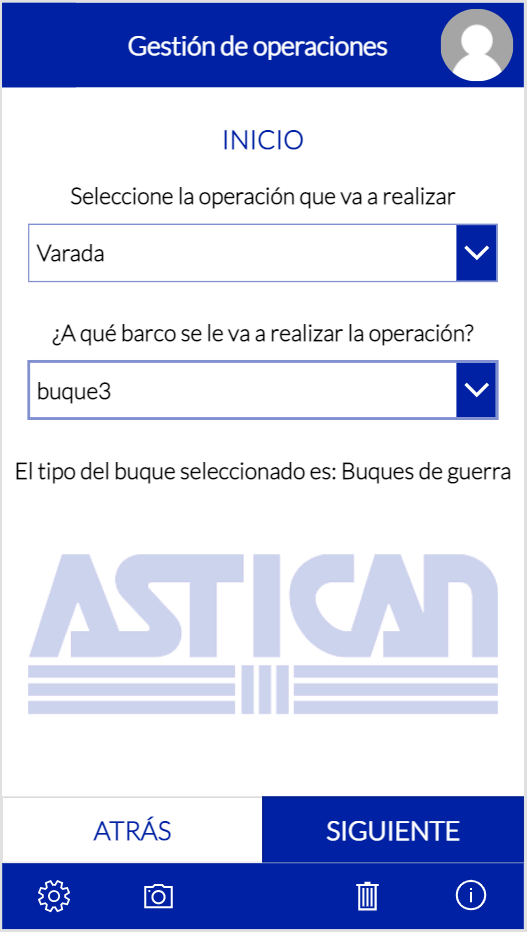 Gestión de operaciones
INICIO
Seleccione la operación que va a realizar
Varada
¿A qué barco se le va a realizar la operación?
buque3
El tipo del buque seleccionado es: Buques de guerra
ASTICAN
ATRÁS
SIGUIENTE